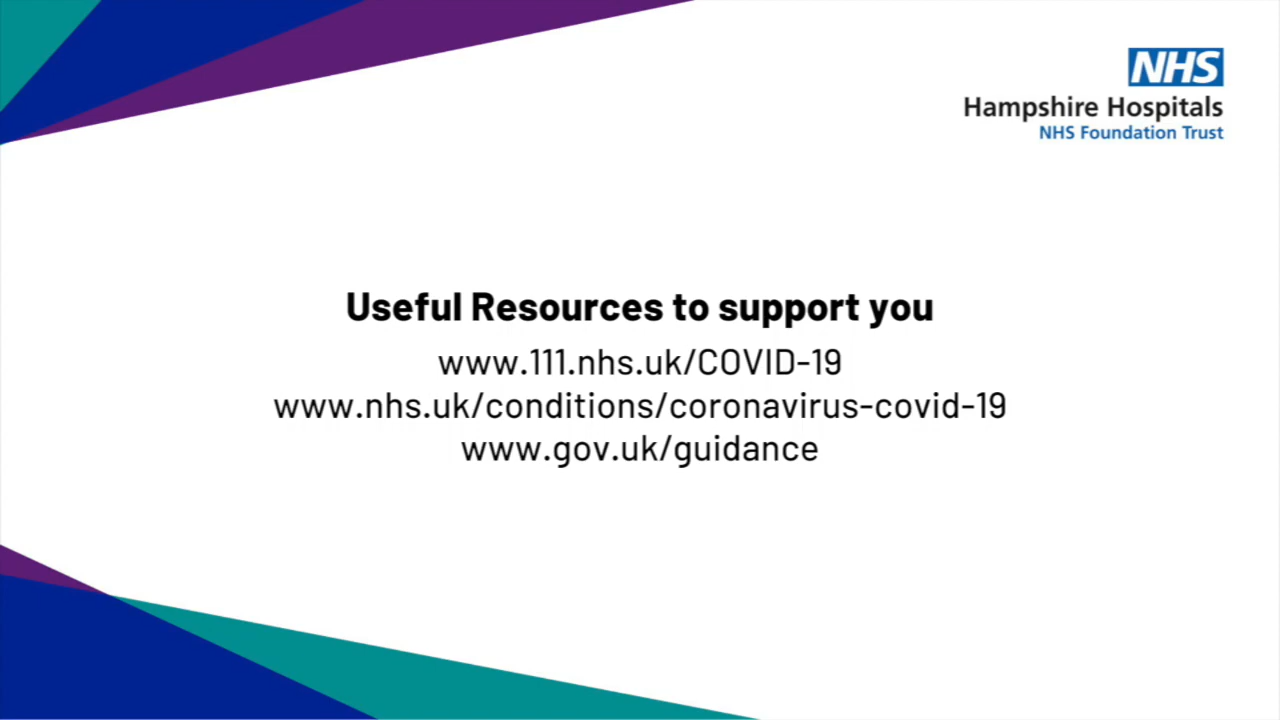 NHS
Hampshire Hospitals
NHS Foundation Trust
Useful Resources to support you
www.111.nhs.uk/COVID-19
www.nhs.uk/conditions/coronavirus-covid-19
www.gov.uk/guidance